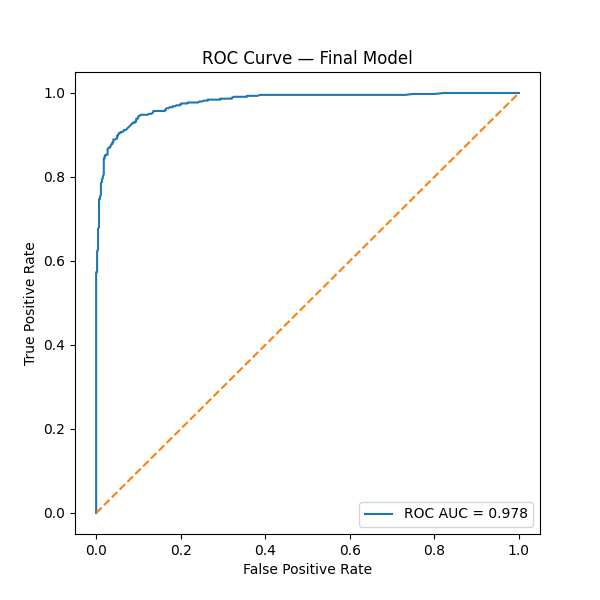 ROC Curve — Final Model
True Positive Rate
1.0
0.8
0.6
0.4
0.2
0.0
ROC AUC = 0.978
0.0 0.2 0.4 0.6 0.8 1.0
False Positive Rate